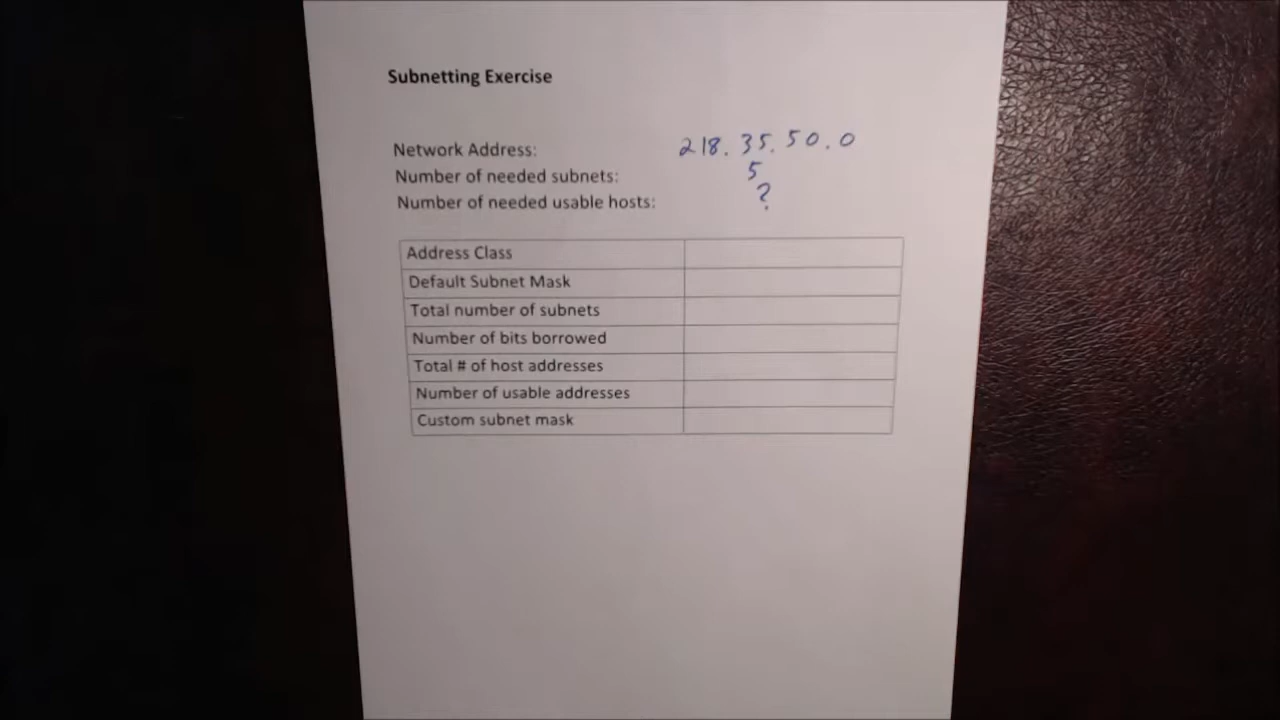 Subnetting Exercise
Network Address: 218.35.50.0
Number of needed subnets: 5
Number of needed usable hosts: ?
Address Class
Default Subnet Mask
Total number of subnets
Number of bits borrowed
Total # of host addresses
Number of usable addresses
Custom subnet mask